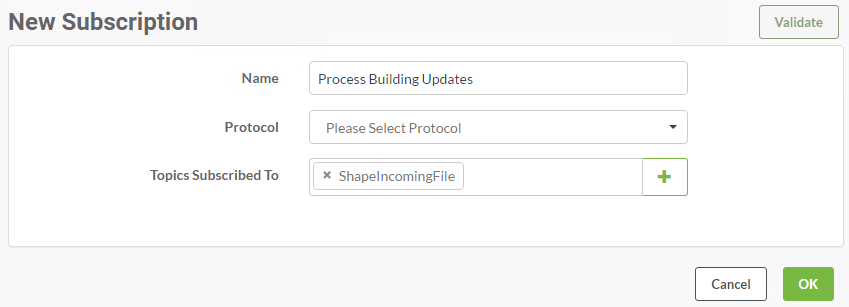 New Subscription
Validate
Name
Process Building Updates
Protocol
Please Select Protocol
Topics Subscribed To
ShapeIncomingFile
Cancel
OK